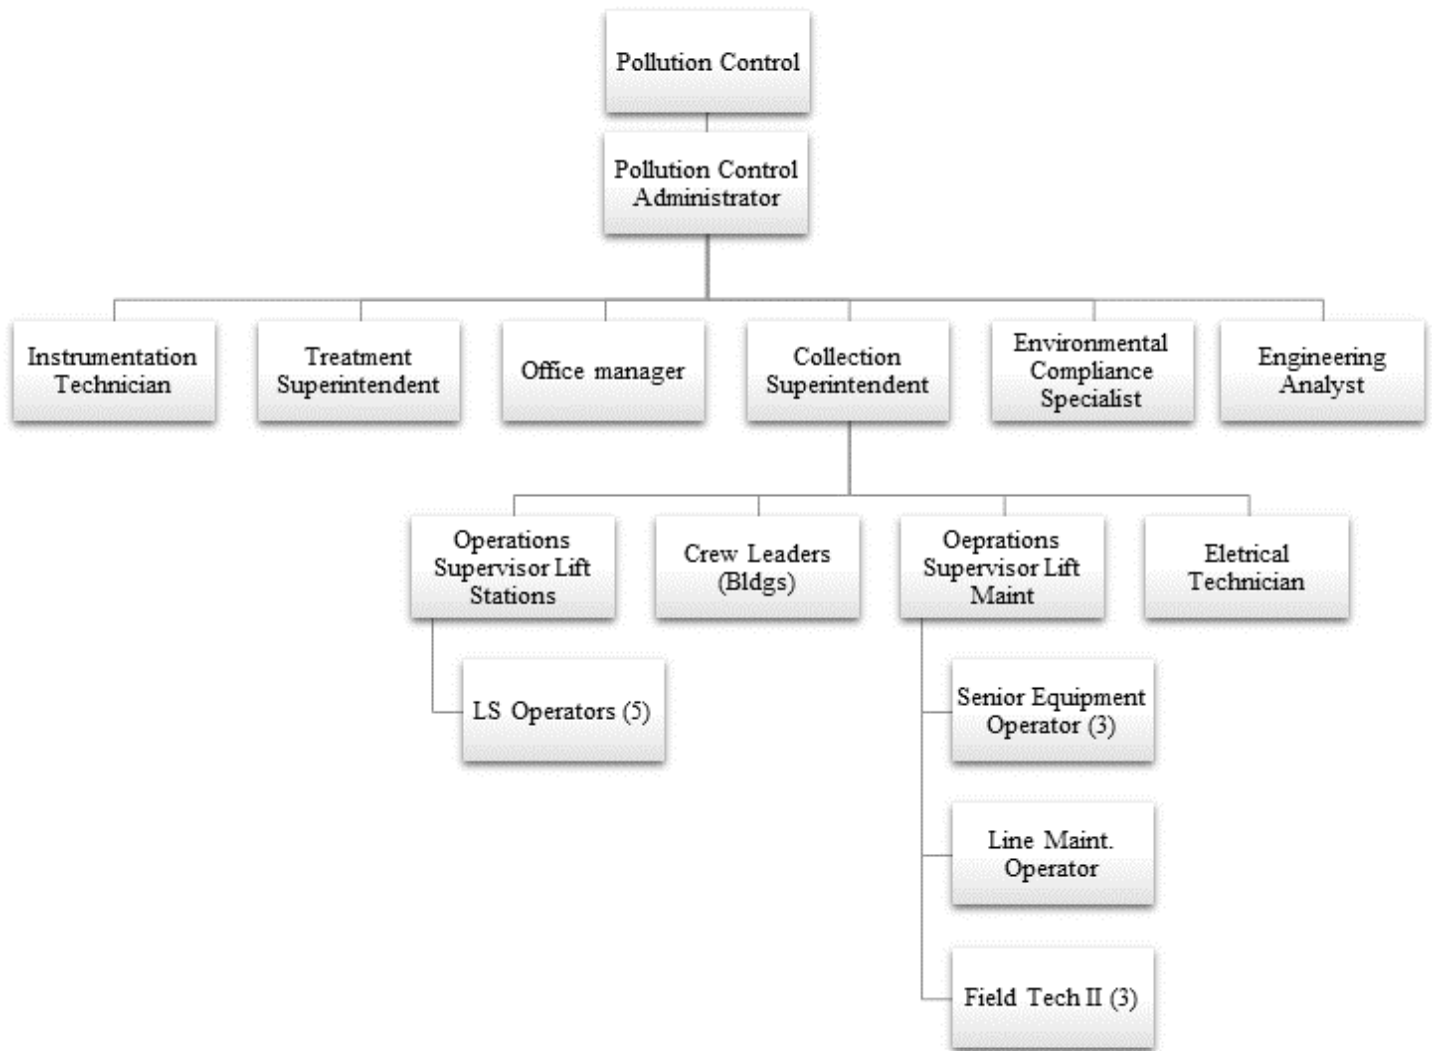 Pollution Control
Pollution Control
Administrator
Instrumentation
Technician
Treatment
Superintendent
Office manager
Collection
Superintendent
Environmental
Compliance
Specialist
Engineering
Analyst
Operations
Supervisor Lift
Stations
Crew Leaders
(Bldgs)
Oeprations
Supervisor Lift
Maint
Eletrical
Technician
LS Operators (5)
Senior Equipment
Operator (3)
Line Maint.
Operator
Field Tech II (3)